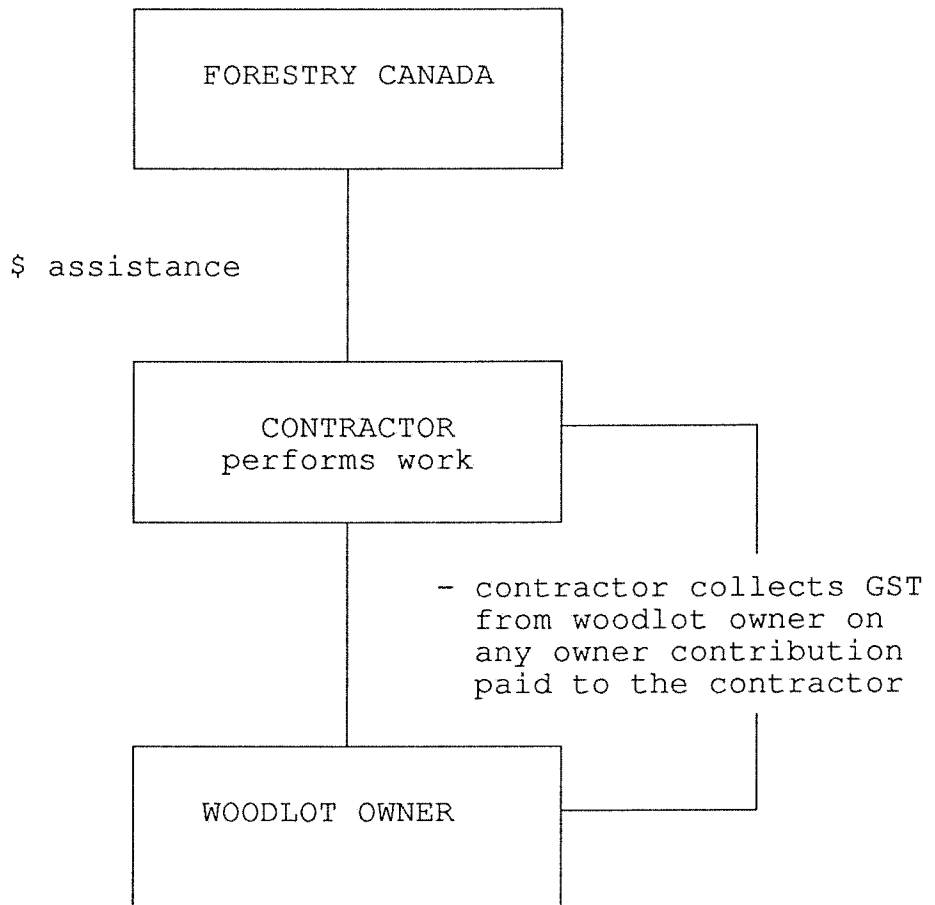 FORESTRY CANADA
$ assistance
CONTRACTOR
performs work
- contractor collects GST
from woodlot owner on
any owner contribution
paid to the contractor
WOODLOT OWNER